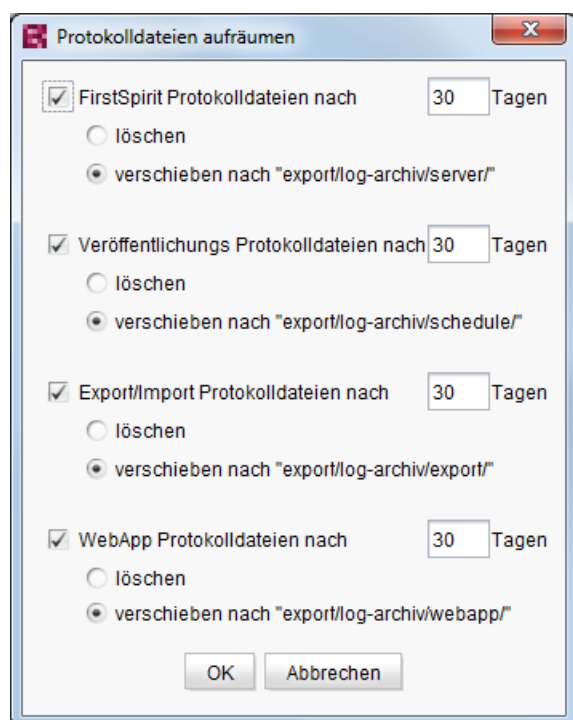 Protokolldateien aufräumen
FirstSpirit Protokolldateien nach 30 Tagen
löschen
verschieben nach "export/log-archiv/server/"
Veröffentlichungs Protokolldateien nach 30 Tagen
löschen
verschieben nach "export/log-archiv/schedule/"
Export/Import Protokolldateien nach 30 Tagen
löschen
verschieben nach "export/log-archiv/export/"
WebApp Protokolldateien nach 30 Tagen
löschen
verschieben nach "export/log-archiv/webapp/"
OK Abbrechen